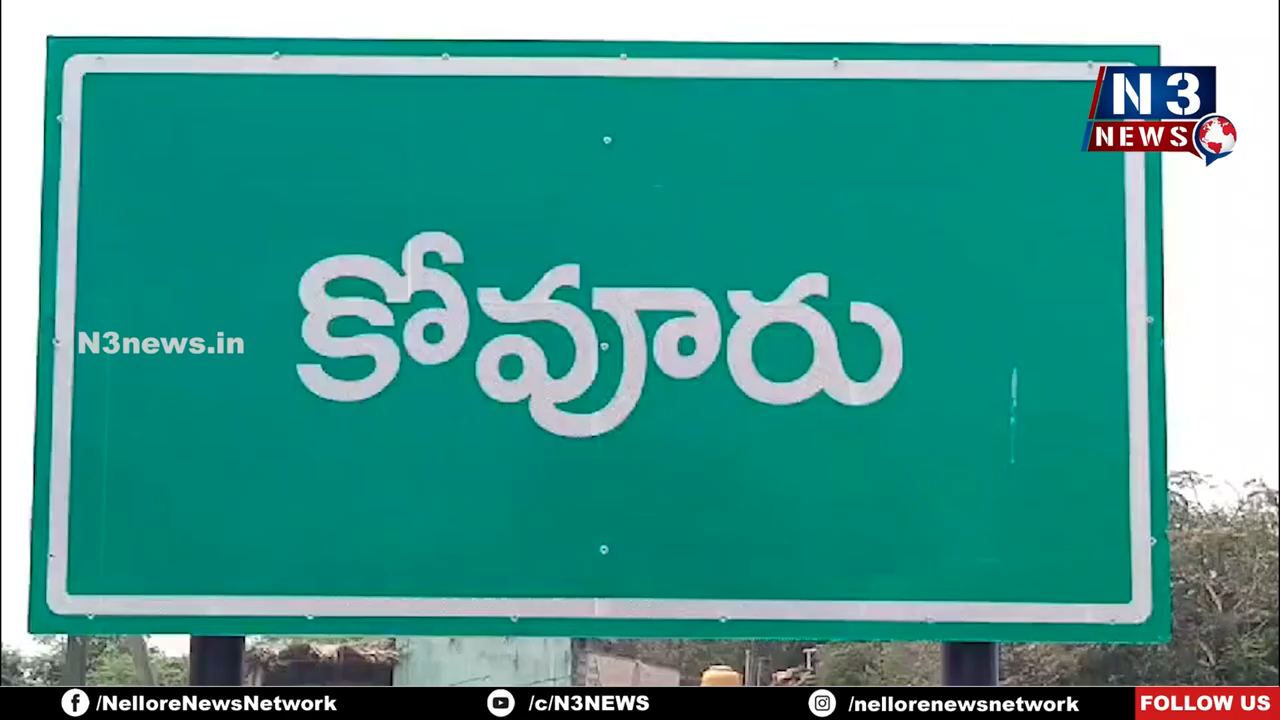 N3
NEWS
కోవూరు
N3news.in
/NelloreNewsNetwork
/c/N3NEWS
/nellorenewsnetwork
FOLLOW US